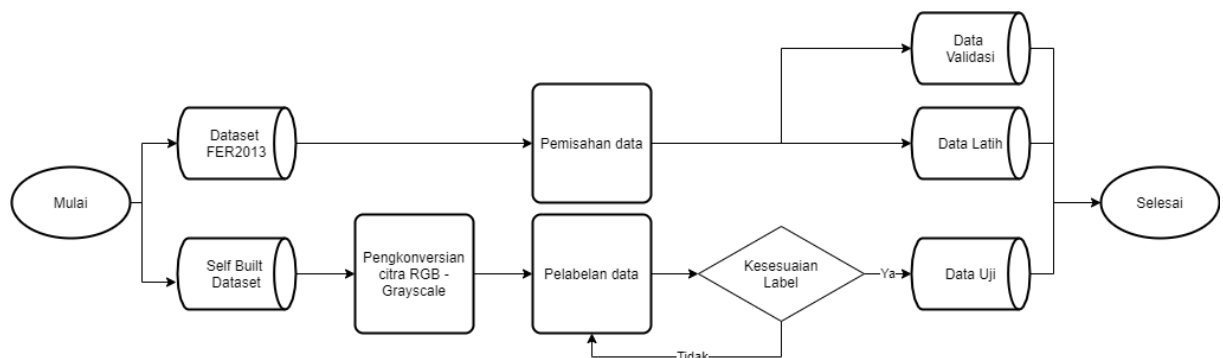 Mulai
Dataset
FER2013
Pemisahan data
Data
Validasi
Data Latih
Self Built
Dataset
Pengkonversian
citra RGB -
Grayscale
Pelabelan data
Kesesuaian
Label
Ya
Tidak
Data Uji
Selesai